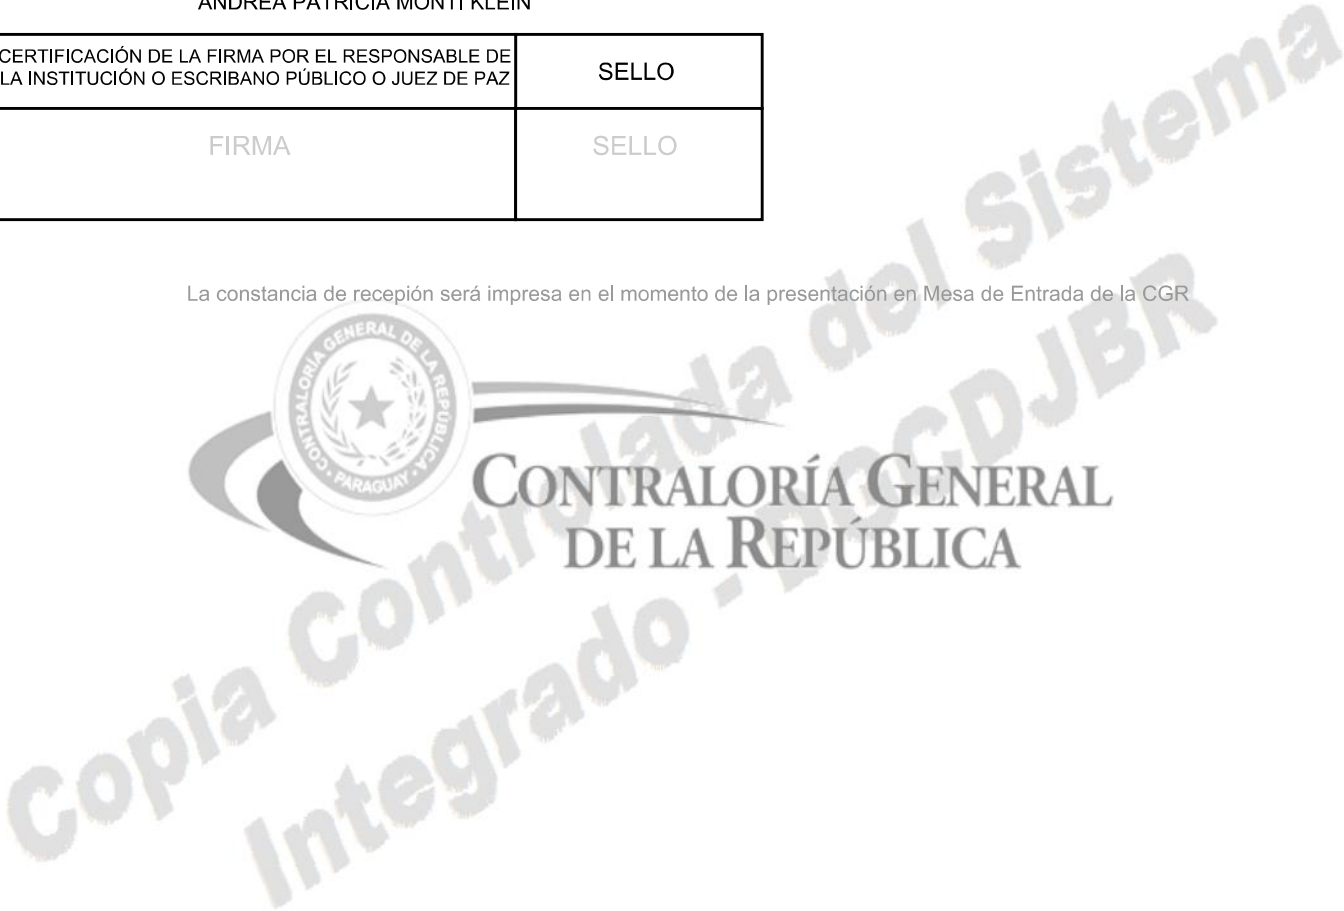 ANDREA PATRICIA MONTI KLEIN
CERTIFICACIÓN DE LA FIRMA POR EL RESPONSABLE DE
LA INSTITUCIÓN O ESCRIBANO PÚBLICO O JUEZ DE PAZ
SELLO
FIRMA
SELLO
La constancia de recepión será impresa en el momento de la presentación en Mesa de Entrada de la CGR
CONTRALORÍA GENERAL DE LA REPÚBLICA
PARAGUAY
CONTRALORÍA GENERAL
DE LA REPÚBLICA
Copia Controlada del Sistema
Integrado - DGCDJBR